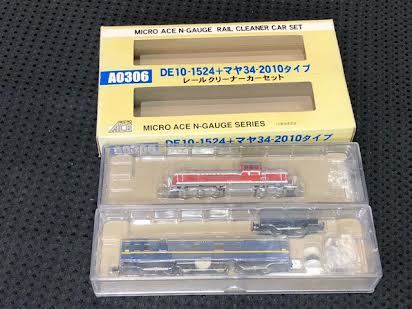 MICRO ACE N-GAUGE RAIL CLEANER CAR SET
A0306
DE10-1524+マヤ34-2010タイプ
レールクリーナーカーセット
MICRO ACE N-GAUGE SERIES
DE10-1524+マヤ34-2010タイプ